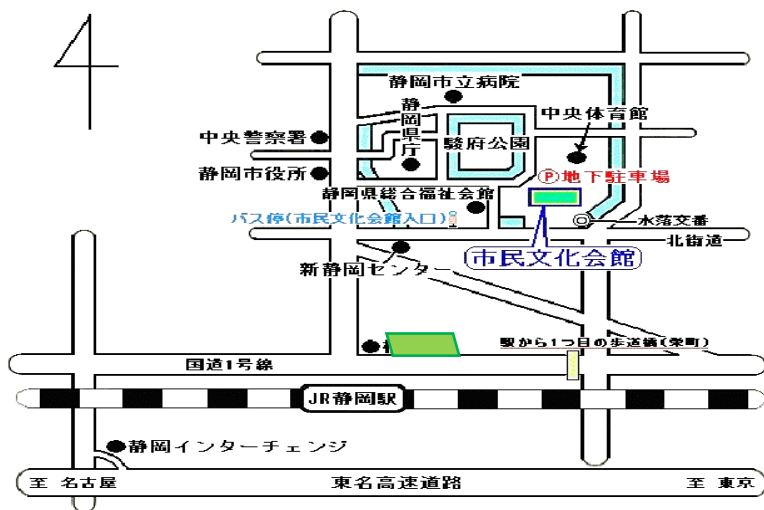 静岡市立病院
静岡県庁
中央体育館
中央警察署
駿府公園
静岡市役所
Ⓟ地下駐車場
静岡県総合福祉会館
バス停(市民文化会館入口)
水落交番
北街道
市民文化会館
新静岡センター
駅から1つ目の歩道橋(栄町)
国道1号線
JR静岡駅
静岡インターチェンジ
至 名古屋
東名高速道路
至 東京